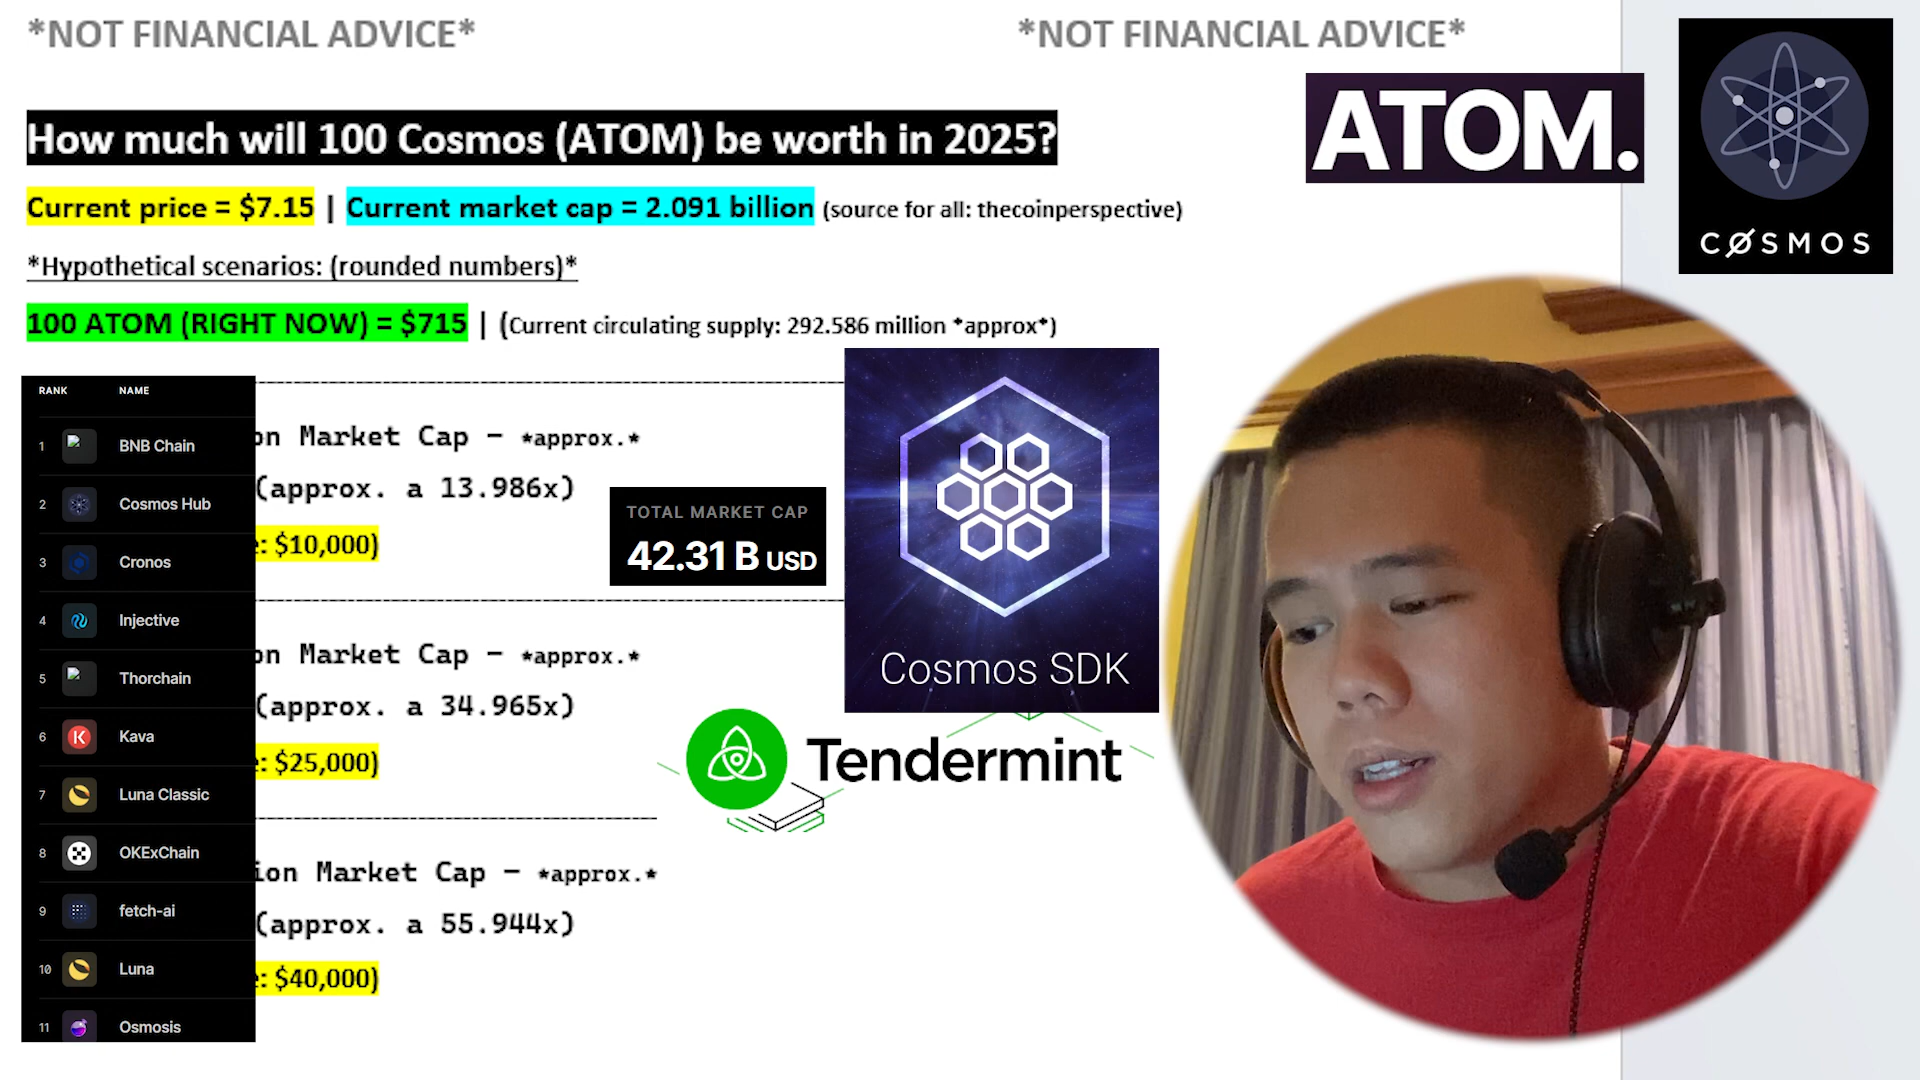 *NOT FINANCIAL ADVICE*
*NOT FINANCIAL ADVICE*
ATOM.
COSMOS
How much will 100 Cosmos (ATOM) be worth in 2025?
Current price = $7.15 | Current market cap = 2.091 billion (source for all: thecoinperspective)
*Hypothetical scenarios: (rounded numbers)*
100 ATOM (RIGHT NOW) = $715 | (Current circulating supply: 292.586 million *approx*)
RANK NAME
1 BNB Chain
2 Cosmos Hub
3 Cronos
4 Injective
5 Thorchain
6 Kava
7 Luna Classic
8 OKExChain
9 fetch-ai
10 Luna
11 Osmosis
on Market Cap – *approx.*
(approx. a 13.986x)
: $10,000)
TOTAL MARKET CAP
42.31 B USD
on Market Cap – *approx.*
(approx. a 34.965x)
: $25,000)
ion Market Cap – *approx.*
(approx. a 55.944x)
: $40,000)
Cosmos SDK
Tendermint